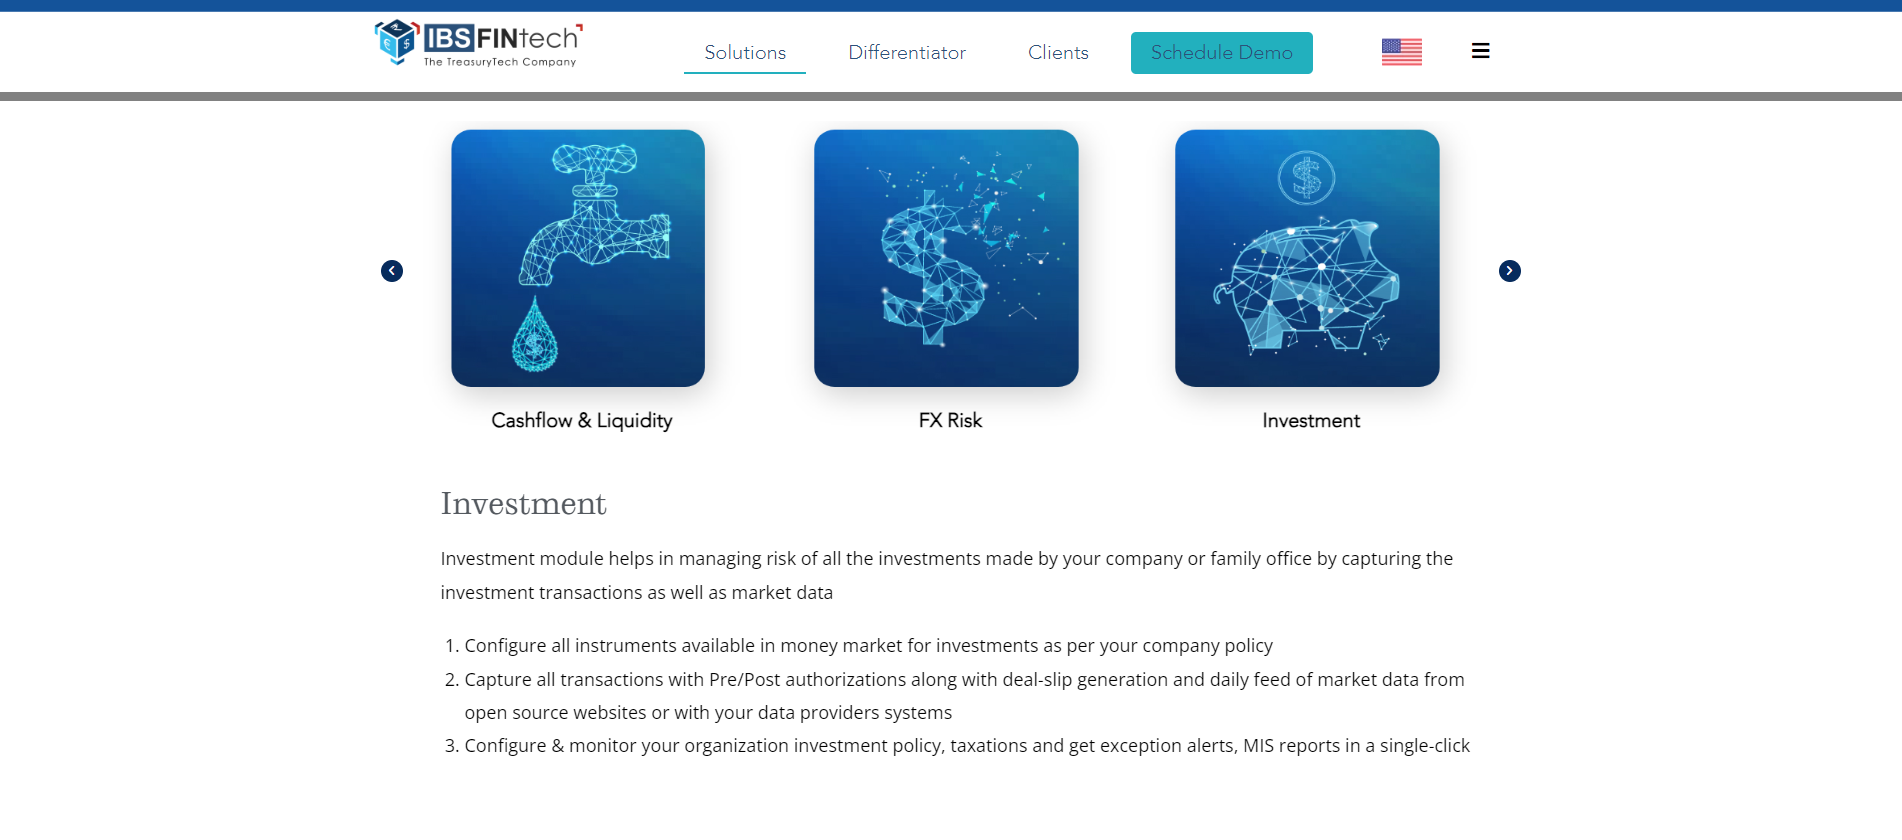 IBSFINtech
The TreasuryTech Company
Solutions
Differentiator
Clients
Schedule Demo
Cashflow & Liquidity
FX Risk
Investment
Investment
Investment module helps in managing risk of all the investments made by your company or family office by capturing the
investment transactions as well as market data
1. Configure all instruments available in money market for investments as per your company policy
2. Capture all transactions with Pre/Post authorizations along with deal-slip generation and daily feed of market data from
open source websites or with your data providers systems
3. Configure & monitor your organization investment policy, taxations and get exception alerts, MIS reports in a single-click